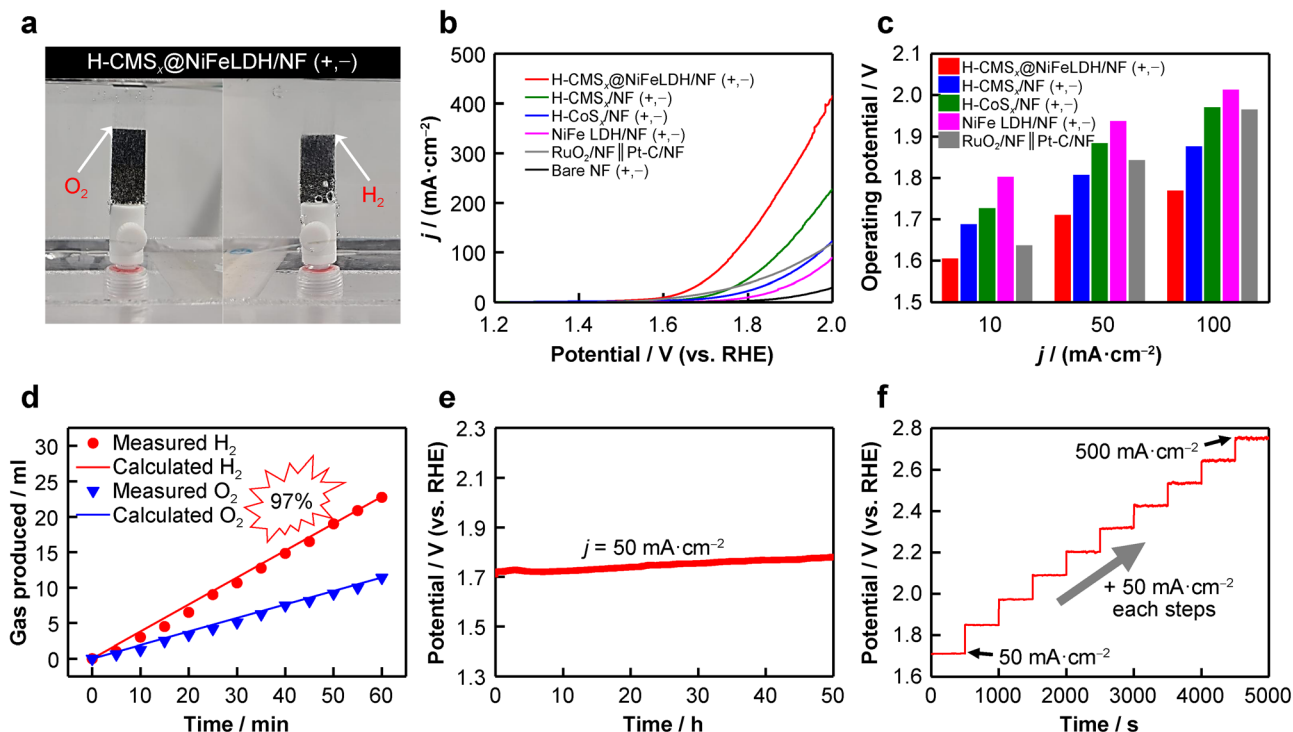 a
H-CMSₓ@NiFeLDH/NF (+,−)
O₂
H₂
b
500
400
300
200
100
0
j / (mA·cm⁻²)
H-CMSₓ@NiFeLDH/NF (+,−)
H-CMSₓ/NF (+,−)
H-CoSₓ/NF (+,−)
NiFe LDH/NF (+,−)
RuO₂/NF‖Pt-C/NF
Bare NF (+,−)
1.2 1.4 1.6 1.8 2.0
Potential / V (vs. RHE)
c
2.1
2.0
1.9
1.8
1.7
1.6
1.5
Operating potential / V
H-CMSₓ@NiFeLDH/NF (+,−)
H-CMSₓ/NF (+,−)
H-CoSₓ/NF (+,−)
NiFe LDH/NF (+,−)
RuO₂/NF‖Pt-C/NF
10 50 100
j / (mA·cm⁻²)
d
30
25
20
15
10
5
0
Gas produced / ml
Measured H₂
Calculated H₂
Measured O₂
Calculated O₂
97%
0 10 20 30 40 50 60
Time / min
e
2.3
2.1
1.9
1.7
1.5
1.3
Potential / V (vs. RHE)
j = 50 mA·cm⁻²
0 10 20 30 40 50
Time / h
f
2.8
2.6
2.4
2.2
2.0
1.8
1.6
Potential / V (vs. RHE)
500 mA·cm⁻²
+ 50 mA·cm⁻²
each steps
50 mA·cm⁻²
0 1000 2000 3000 4000 5000
Time / s